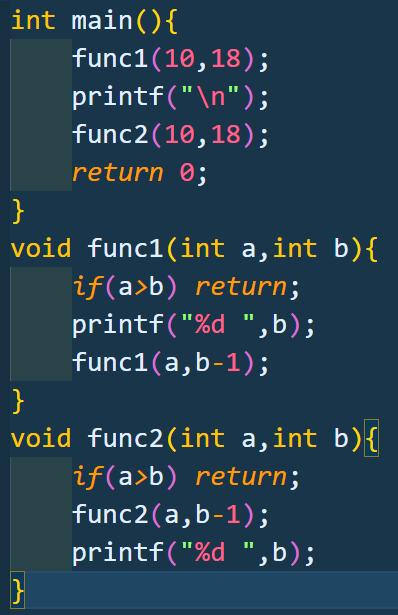 int main(){
    func1(10,18);
    printf("\n");
    func2(10,18);
    return 0;
}
void func1(int a,int b){
    if(a>b) return;
    printf("%d ",b);
    func1(a,b-1);
}
void func2(int a,int b){
    if(a>b) return;
    func2(a,b-1);
    printf("%d ",b);
}